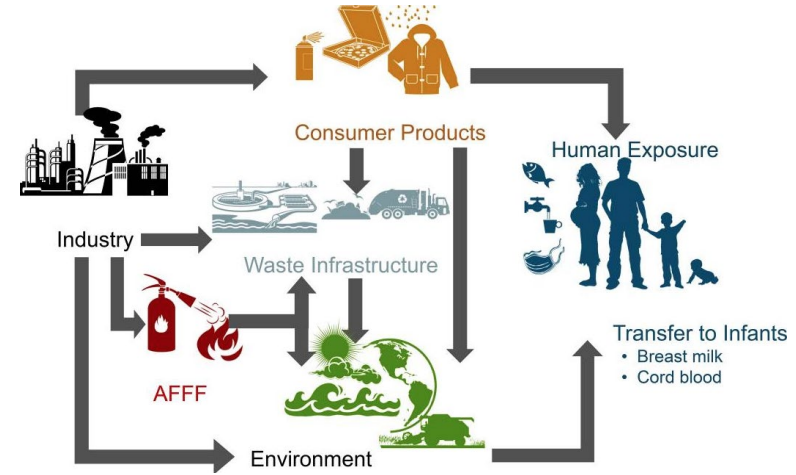 Consumer Products
Human Exposure
Industry
Waste Infrastructure
AFFF
Transfer to Infants
• Breast milk
• Cord blood
Environment